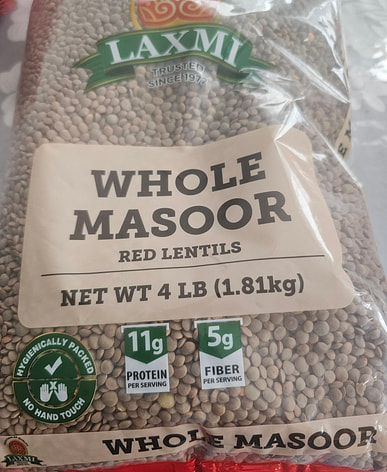 LAXMI
TRUSTED
SINCE 1972
WHOLE
MASOOR
RED LENTILS
NET WT 4 LB (1.81kg)
HYGIENICALLY PACKED
NO HAND TOUCH
11g
PROTEIN
PER SERVING
5g
FIBER
PER SERVING
LAXMI
WHOLE MASOOR